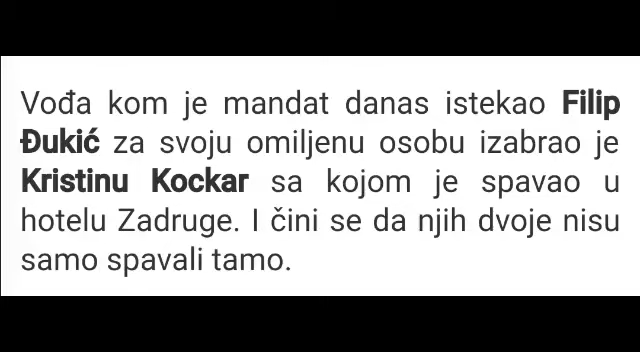 Vođa kom je mandat danas istekao Filip
Đukić za svoju omiljenu osobu izabrao je
Kristinu Kockar sa kojom je spavao u
hotelu Zadruge. I čini se da njih dvoje nisu
samo spavali tamo.